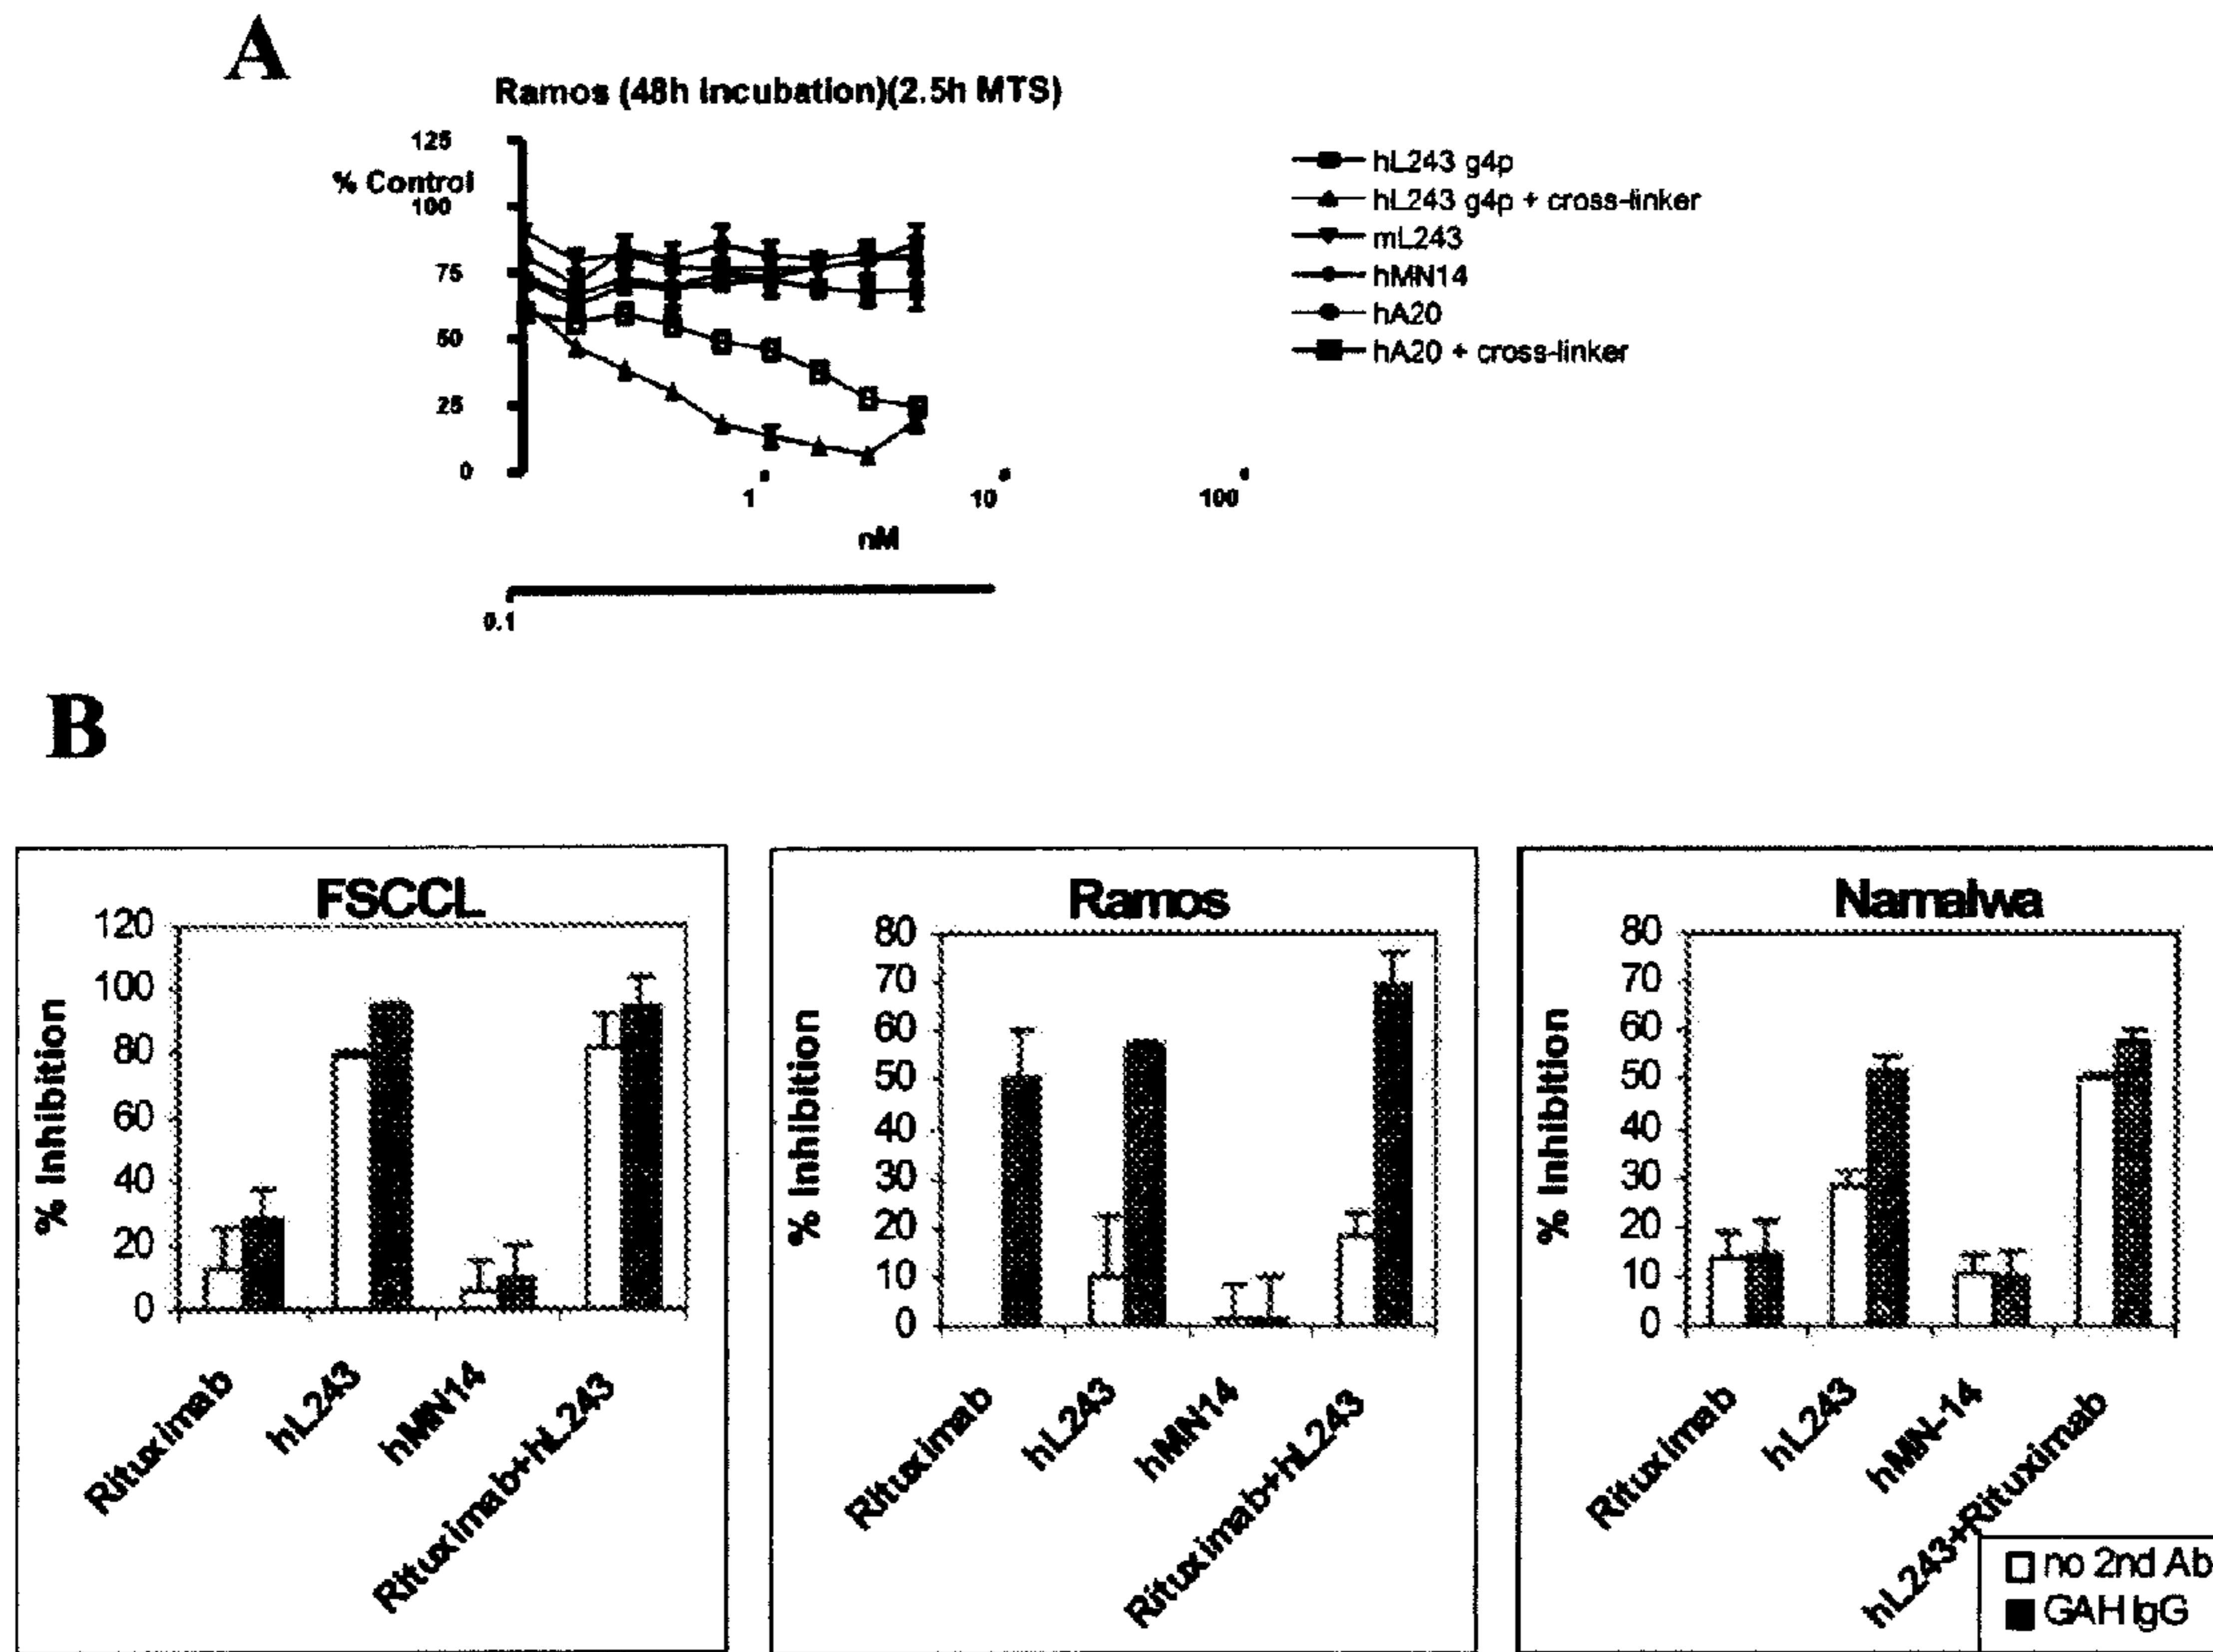 A
Ramos (48h Incubation)(2.5h MTS)
125
% Control
100
75
50
25
0
1
10
100
nM
0.1
hL243 g4p
hL243 g4p + cross-linker
mL243
hMN14
hA20
hA20 + cross-linker
B
FSCCL
% Inhibition
120
100
80
60
40
20
0
Rituximab
hL243
hMN14
Rituximab+hL243
Ramos
% Inhibition
80
70
60
50
40
30
20
10
0
Rituximab
hL243
hMN14
Rituximab+hL243
Namalwa
% Inhibition
80
70
60
50
40
30
20
10
0
Rituximab
hL243
hMN-14
hL243+Rituximab
no 2nd Ab
GAH IgG